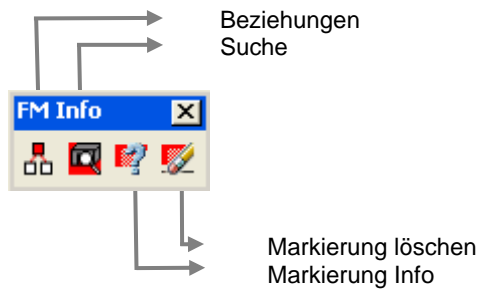 Beziehungen
Suche
FM Info
Markierung löschen
Markierung Info